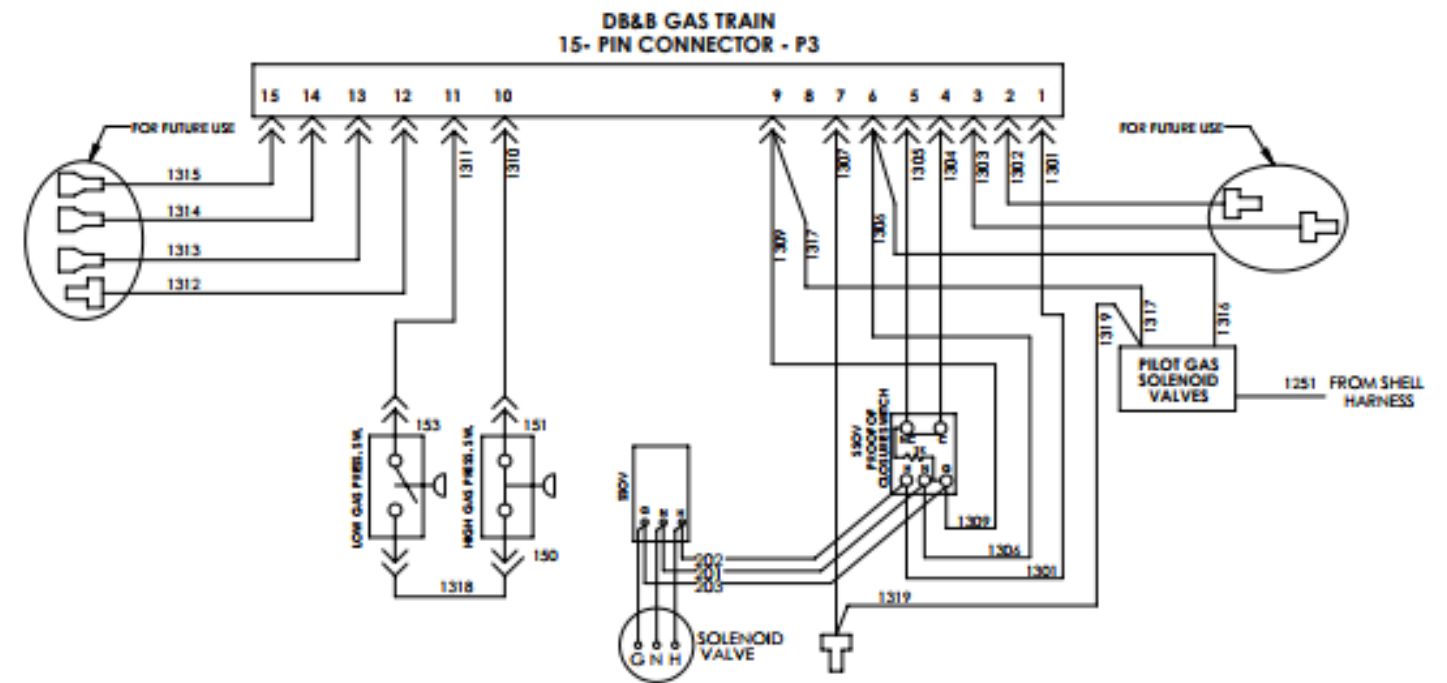 DB&B GAS TRAIN
15- PIN CONNECTOR - P3
15 14 13 12 11 10 9 8 7 6 5 4 3 2 1
FOR FUTURE USE
FOR FUTURE USE
1311
1310
1307
1305
1304
1303
1302
1301
1315
1314
1313
1312
1309
1317
1306
1319
1317
1316
PILOT GAS
SOLENOID
VALVES
1251 FROM SHELL
HARNESS
153
151
LOW GAS PRESS. SW.
HIGH GAS PRESS. SW.
150
1318
SSOV
SSOV
PROOF OF
CLOSURE SWITCH
1309
1306
1301
202
201
203
1319
G N H
SOLENOID
VALVE